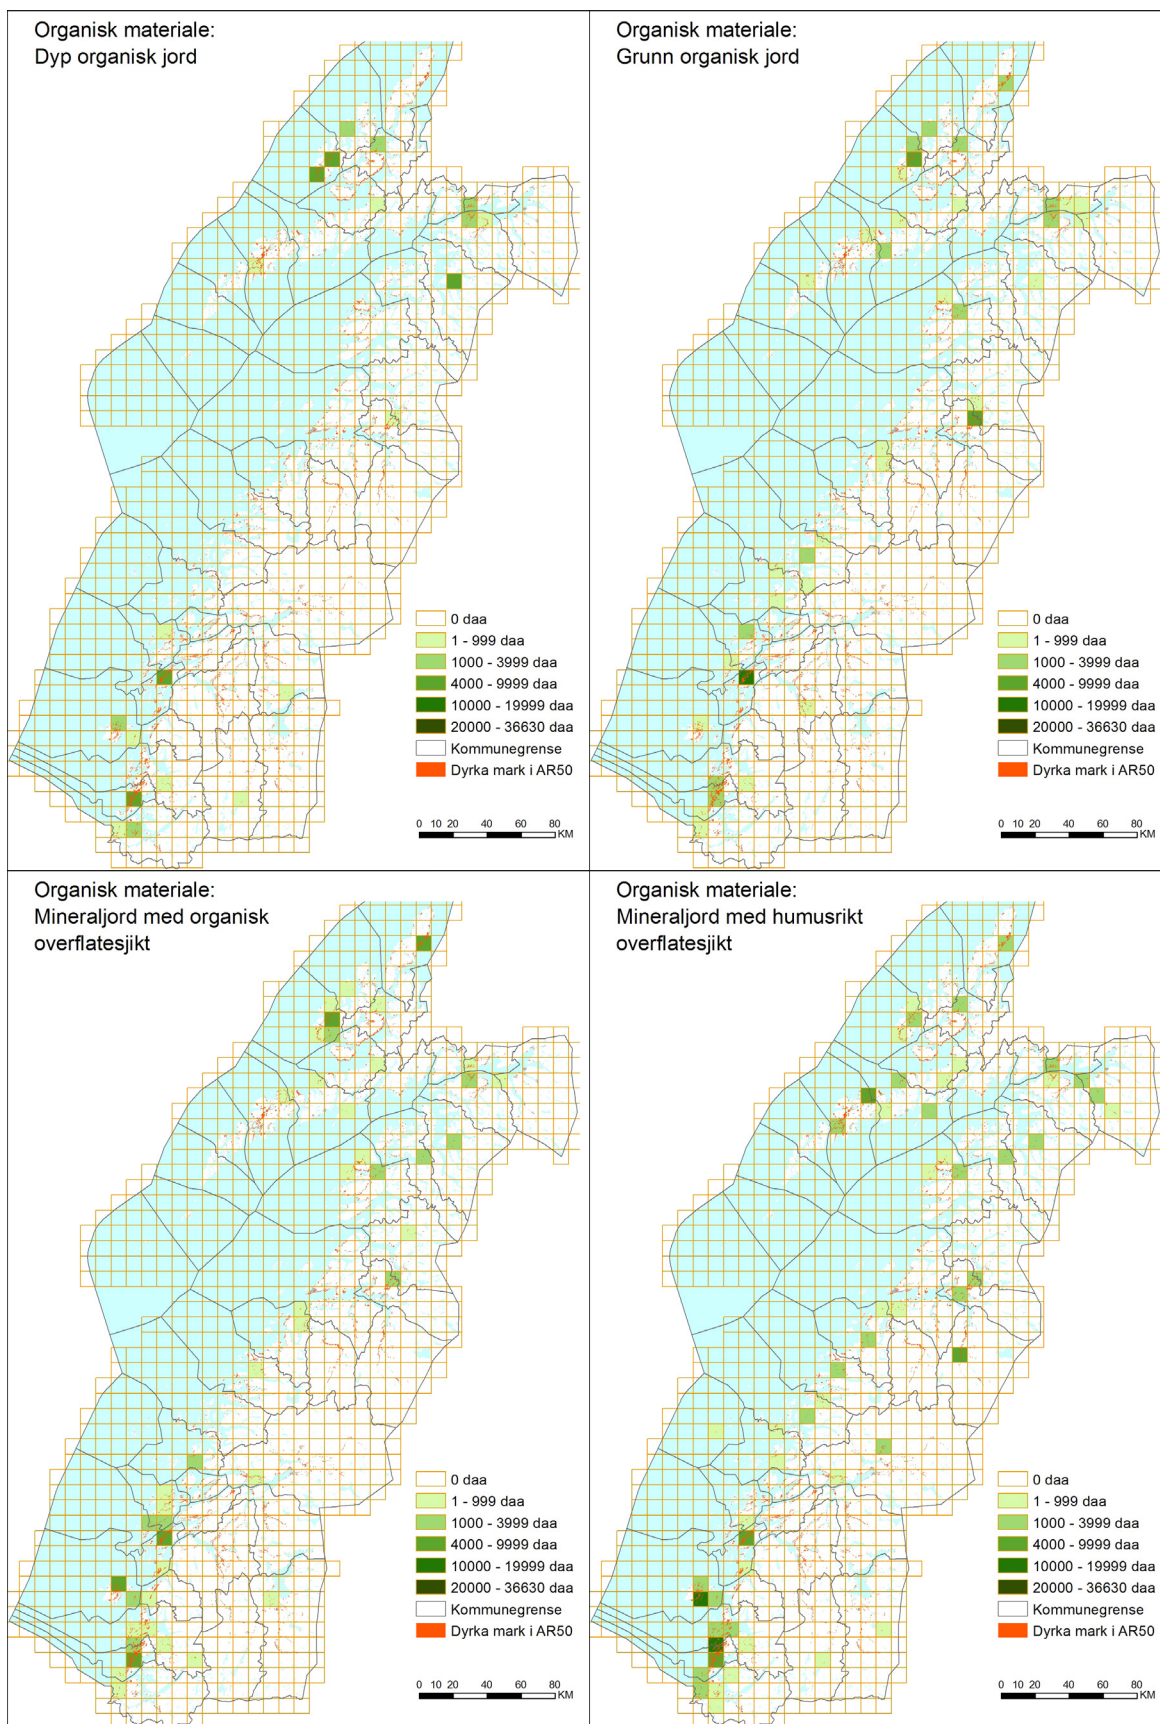 Organisk materiale:
Dyp organisk jord
0 daa
1 - 999 daa
1000 - 3999 daa
4000 - 9999 daa
10000 - 19999 daa
20000 - 36630 daa
Kommunegrense
Dyrka mark i AR50
0 10 20 40 60 80
KM
Organisk materiale:
Grunn organisk jord
0 daa
1 - 999 daa
1000 - 3999 daa
4000 - 9999 daa
10000 - 19999 daa
20000 - 36630 daa
Kommunegrense
Dyrka mark i AR50
0 10 20 40 60 80
KM
Organisk materiale:
Mineraljord med organisk
overflatesjikt
0 daa
1 - 999 daa
1000 - 3999 daa
4000 - 9999 daa
10000 - 19999 daa
20000 - 36630 daa
Kommunegrense
Dyrka mark i AR50
0 10 20 40 60 80
KM
Organisk materiale:
Mineraljord med humusrikt
overflatesjikt
0 daa
1 - 999 daa
1000 - 3999 daa
4000 - 9999 daa
10000 - 19999 daa
20000 - 36630 daa
Kommunegrense
Dyrka mark i AR50
0 10 20 40 60 80
KM